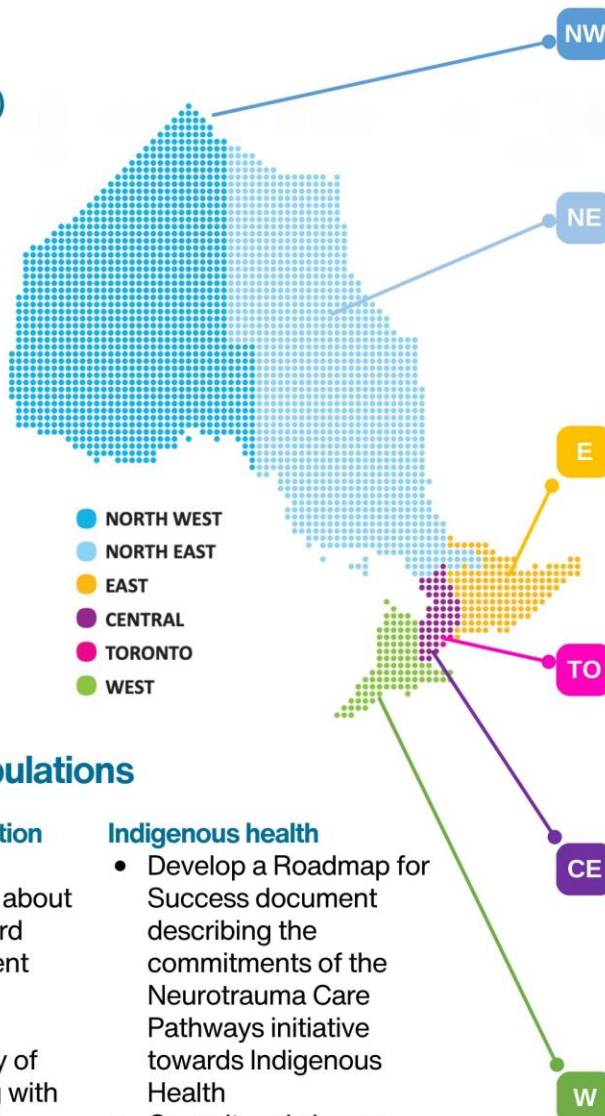 )
NW
NE
E
NORTH WEST
NORTH EAST
EAST
CENTRAL
TORONTO
WEST
TO
CE
W
pulations
tion
about
rd
ent
y of
g with
Indigenous health
• Develop a Roadmap for
Success document
describing the
commitments of the
Neurotrauma Care
Pathways initiative
towards Indigenous
Health